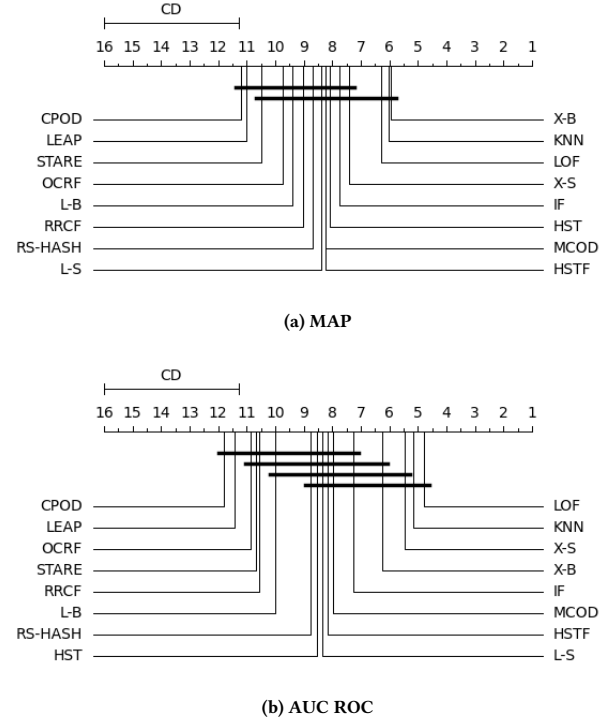 CD
16 15 14 13 12 11 10 9 8 7 6 5 4 3 2 1
CPOD X-B
LEAP KNN
STARE LOF
OCRF X-S
L-B IF
RRCF HST
RS-HASH MCOD
L-S HSTF
(a) MAP
CD
16 15 14 13 12 11 10 9 8 7 6 5 4 3 2 1
CPOD LOF
LEAP KNN
OCRF X-S
STARE X-B
RRCF IF
L-B MCOD
RS-HASH HSTF
HST L-S
(b) AUC ROC